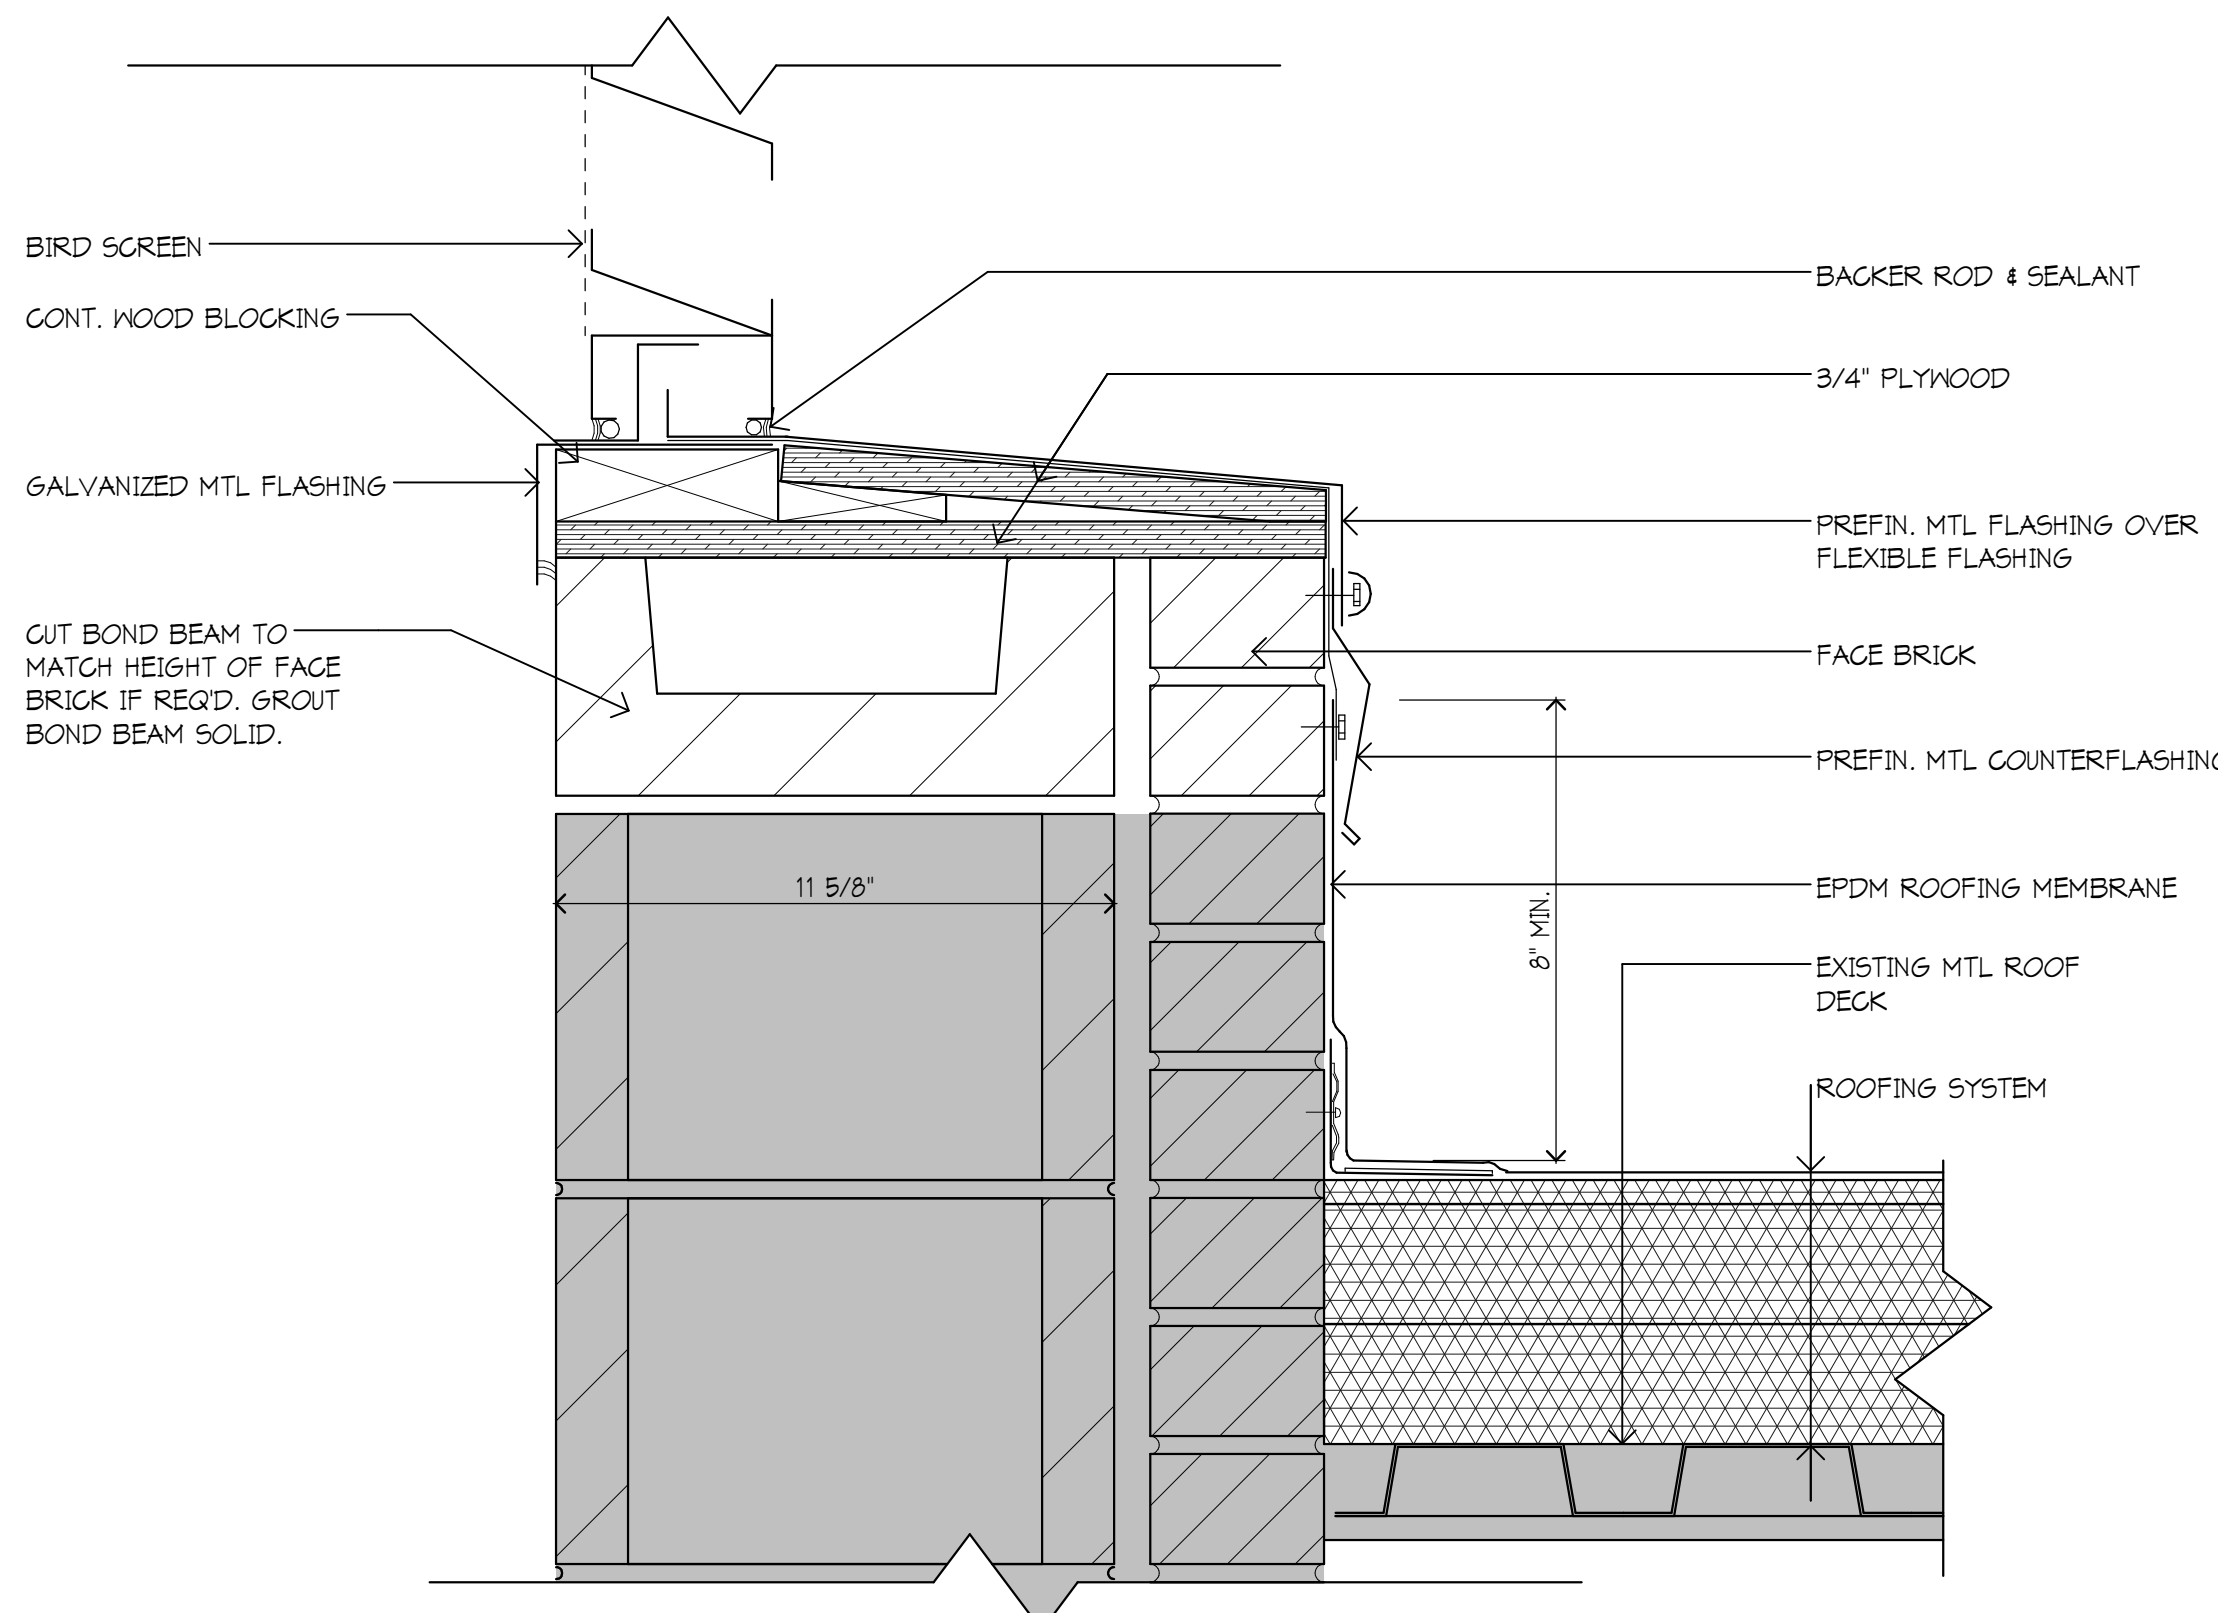 BIRD SCREEN
CONT. WOOD BLOCKING
GALVANIZED MTL FLASHING
CUT BOND BEAM TO
MATCH HEIGHT OF FACE
BRICK IF REQ'D. GROUT
BOND BEAM SOLID.
11 5/8"
8" MIN.
BACKER ROD & SEALANT
3/4" PLYWOOD
PREFIN. MTL FLASHING OVER
FLEXIBLE FLASHING
FACE BRICK
PREFIN. MTL COUNTERFLASHING
EPDM ROOFING MEMBRANE
EXISTING MTL ROOF
DECK
ROOFING SYSTEM